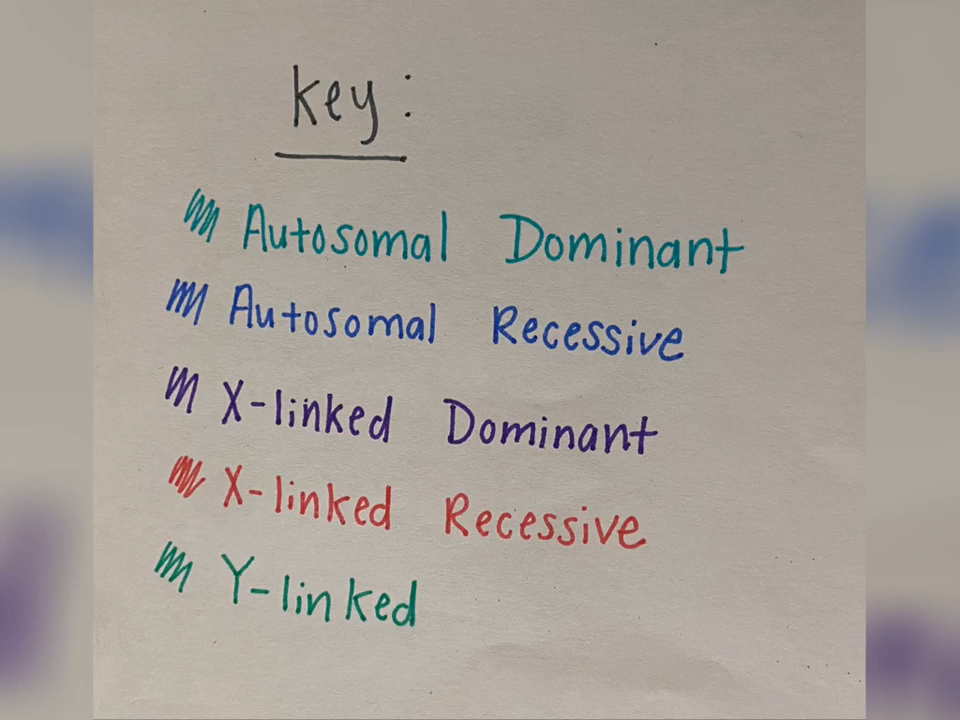 key:
Autosomal Dominant
Autosomal Recessive
X-linked Dominant
X-linked Recessive
Y-linked